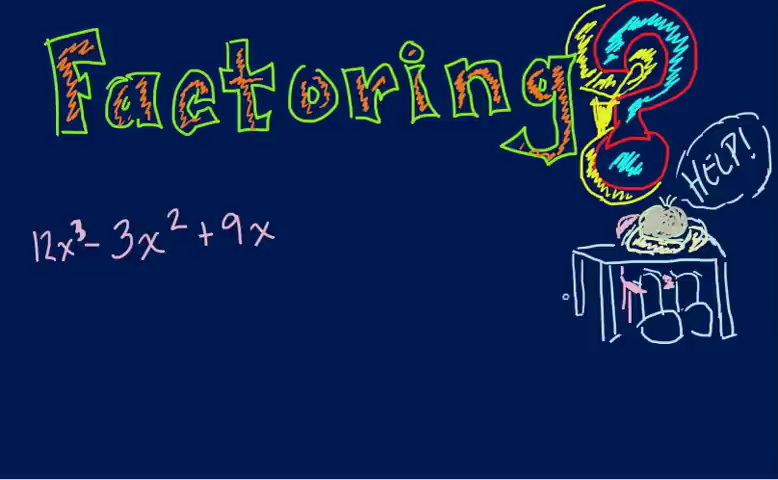 Factoring?
HELP!
12x³ - 3x² + 9x